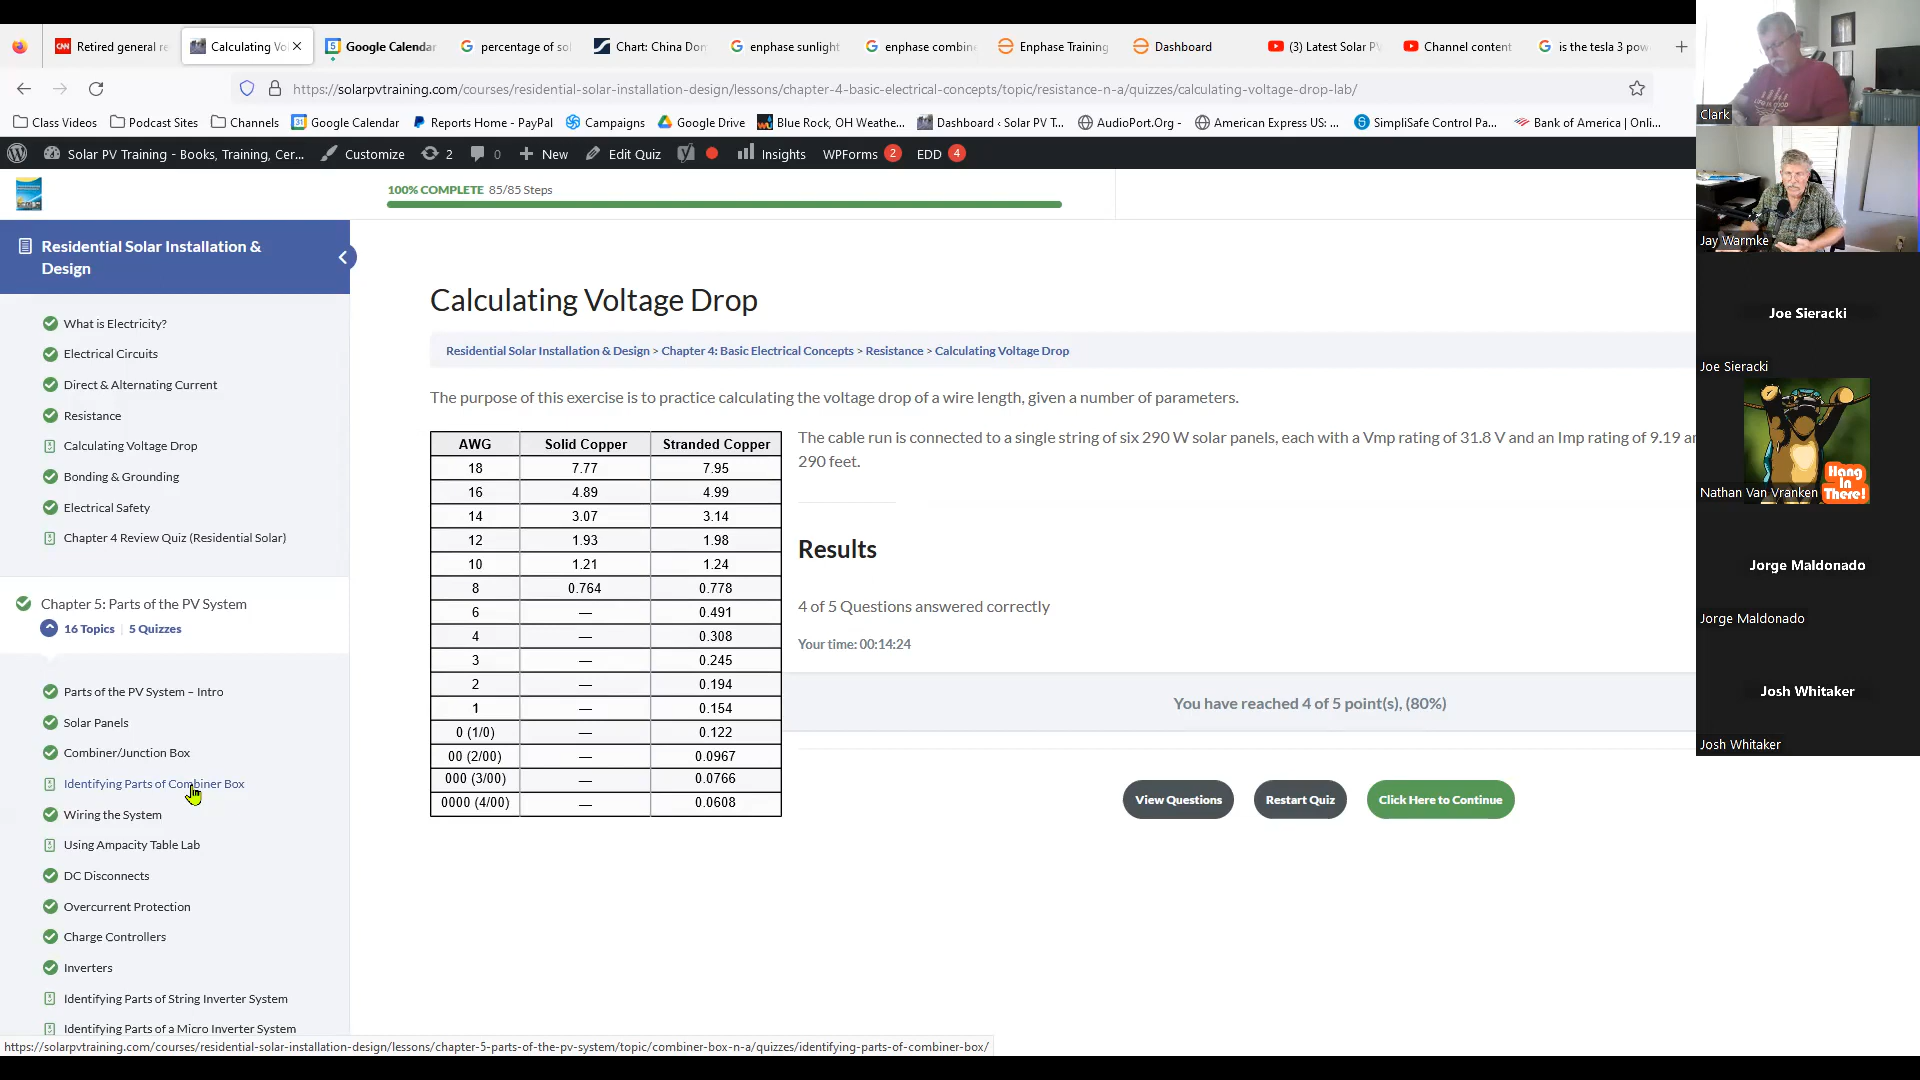 CNN Retired general re
Calculating Vol
5 Google Calenda
percentage of so
Chart: China Dom
enphase sunlight
enphase combin
Enphase Training
Dashboard
(3) Latest Solar PV
Channel content
is the tesla 3 pow
https://solarpvtraining.com/courses/residential-solar-installation-design/lessons/chapter-4-basic-electrical-concepts/topic/resistance-n-a/quizzes/calculating-voltage-drop-lab/
Class Videos
Podcast Sites
Channels
Google Calendar
Reports Home - PayPal
Campaigns
Google Drive
Blue Rock, OH Weathe...
Dashboard ‹ Solar PV T...
AudioPort.Org -
American Express US: ...
SimpliSafe Control Pa...
Bank of America | Onli...
Solar PV Training - Books, Training, Cer...
Customize
2
0
New
Edit Quiz
Insights
WPForms 2
EDD 4
100% COMPLETE 85/85 Steps
Residential Solar Installation &
Design
What is Electricity?
Electrical Circuits
Direct & Alternating Current
Resistance
Calculating Voltage Drop
Bonding & Grounding
Electrical Safety
Chapter 4 Review Quiz (Residential Solar)
Chapter 5: Parts of the PV System
16 Topics | 5 Quizzes
Parts of the PV System – Intro
Solar Panels
Combiner/Junction Box
Identifying Parts of Combiner Box
Wiring the System
Using Ampacity Table Lab
DC Disconnects
Overcurrent Protection
Charge Controllers
Inverters
Identifying Parts of String Inverter System
Identifying Parts of a Micro Inverter System
Calculating Voltage Drop
Residential Solar Installation & Design > Chapter 4: Basic Electrical Concepts > Resistance > Calculating Voltage Drop
The purpose of this exercise is to practice calculating the voltage drop of a wire length, given a number of parameters.
AWG Solid Copper Stranded Copper
18 7.77 7.95
16 4.89 4.99
14 3.07 3.14
12 1.93 1.98
10 1.21 1.24
8 0.764 0.778
6 — 0.491
4 — 0.308
3 — 0.245
2 — 0.194
1 — 0.154
0 (1/0) — 0.122
00 (2/00) — 0.0967
000 (3/00) — 0.0766
0000 (4/00) — 0.0608
The cable run is connected to a single string of six 290 W solar panels, each with a Vmp rating of 31.8 V and an Imp rating of 9.19 a
290 feet.
Results
4 of 5 Questions answered correctly
Your time: 00:14:24
You have reached 4 of 5 point(s), (80%)
View Questions
Restart Quiz
Click Here to Continue
Clark
Jay Warmke
Joe Sieracki
Joe Sieracki
Hang
In
There!
Nathan Van Vranken
Jorge Maldonado
Jorge Maldonado
Josh Whitaker
Josh Whitaker
https://solarpvtraining.com/courses/residential-solar-installation-design/lessons/chapter-5-parts-of-the-pv-system/topic/combiner-box-n-a/quizzes/identifying-parts-of-combiner-box/